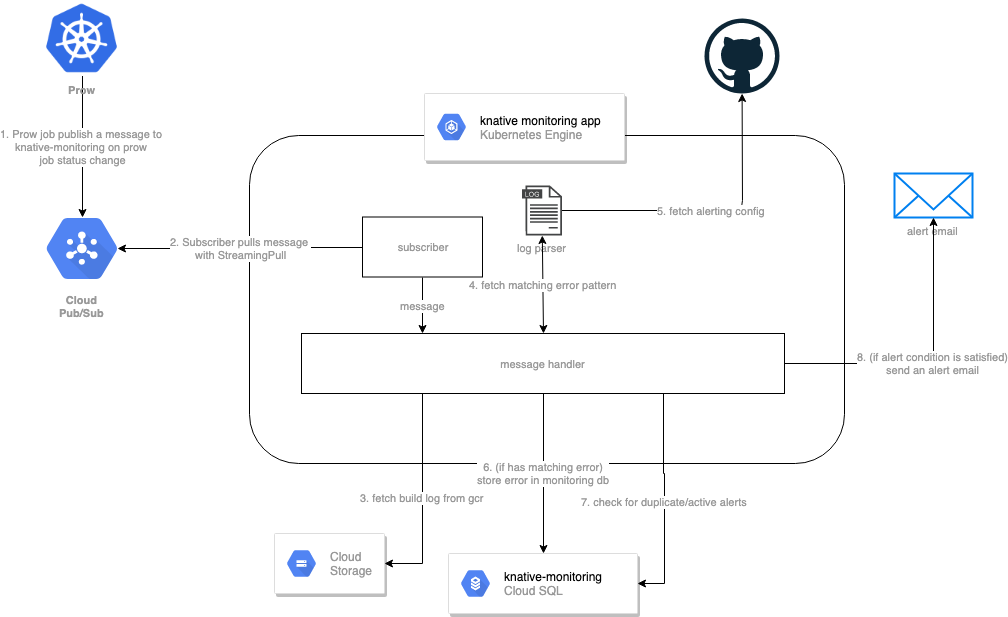 Prow
1. Prow job publish a message to
knative-monitoring on prow
job status change
knative monitoring app
Kubernetes Engine
LOG
log parser
5. fetch alerting config
alert email
2. Subscriber pulls message
with StreamingPull
subscriber
4. fetch matching error pattern
Cloud
Pub/Sub
message
message handler
8. (if alert condition is satisfied)
send an alert email
6. (if has matching error)
store error in monitoring db
3. fetch build log from gcr
7. check for duplicate/active alerts
Cloud
Storage
knative-monitoring
Cloud SQL